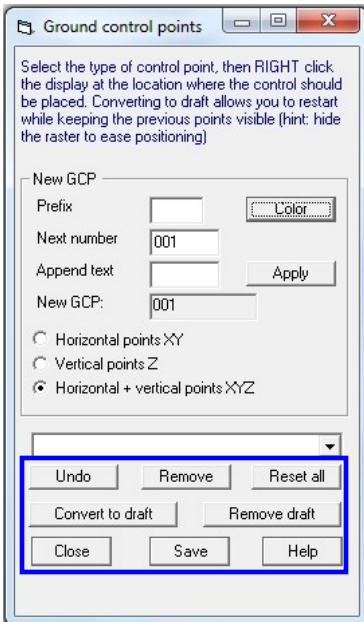 Ground control points
Select the type of control point, then RIGHT click
the display at the location where the control should
be placed. Converting to draft allows you to restart
while keeping the previous points visible (hint: hide
the raster to ease positioning)
New GCP
Prefix Color
Next number 001
Append text Apply
New GCP: 001
Horizontal points XY
Vertical points Z
Horizontal + vertical points XYZ
Undo Remove Reset all
Convert to draft Remove draft
Close Save Help